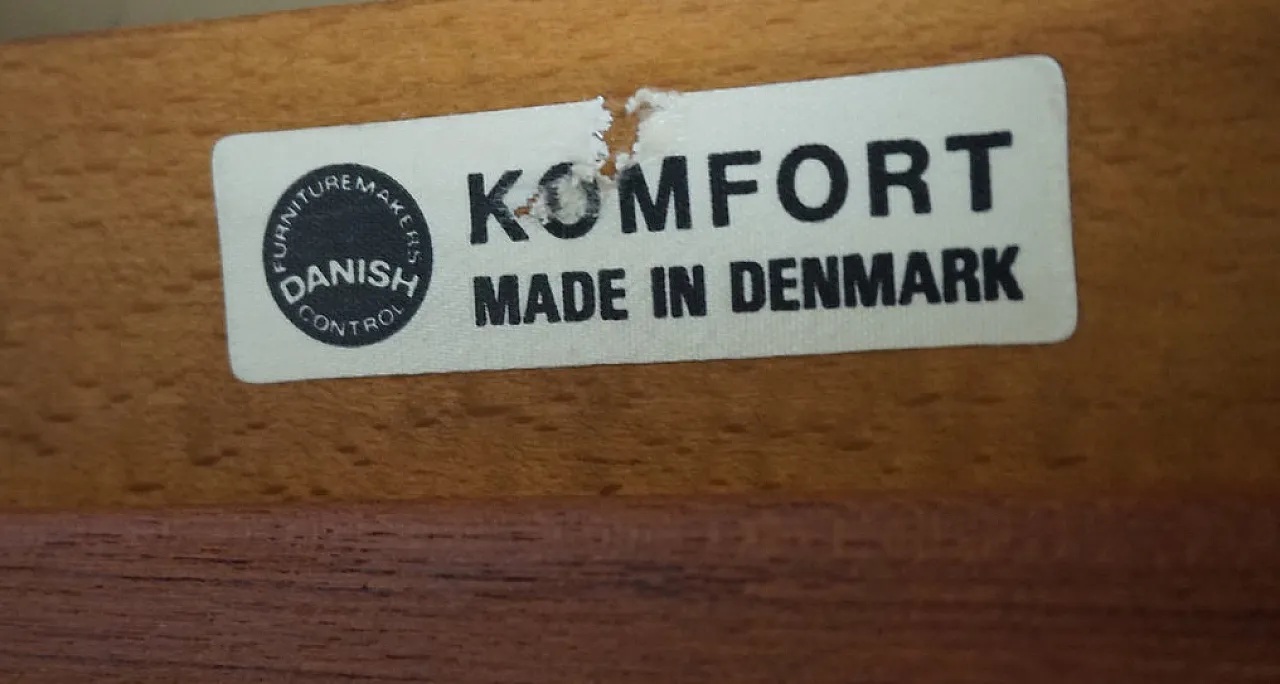 FURNITUREMAKERS
DANISH
CONTROL
KOMFORT
MADE IN DENMARK